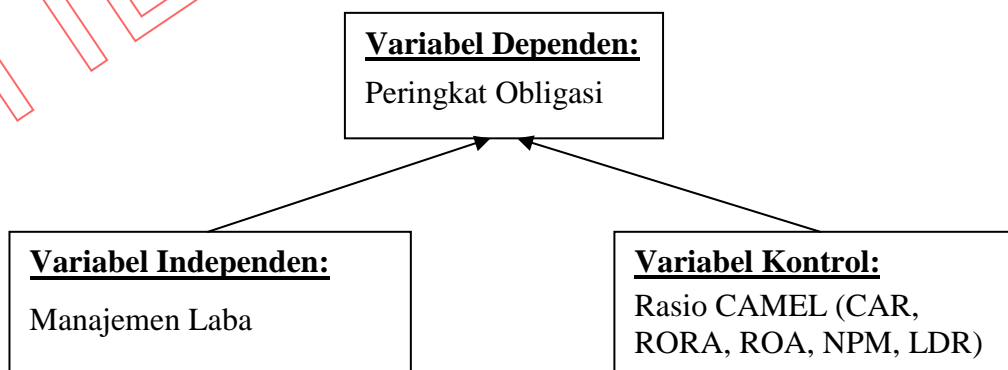 Variabel Dependen:
Peringkat Obligasi
Variabel Independen:
Manajemen Laba
Variabel Kontrol:
Rasio CAMEL (CAR,
RORA, ROA, NPM, LDR)